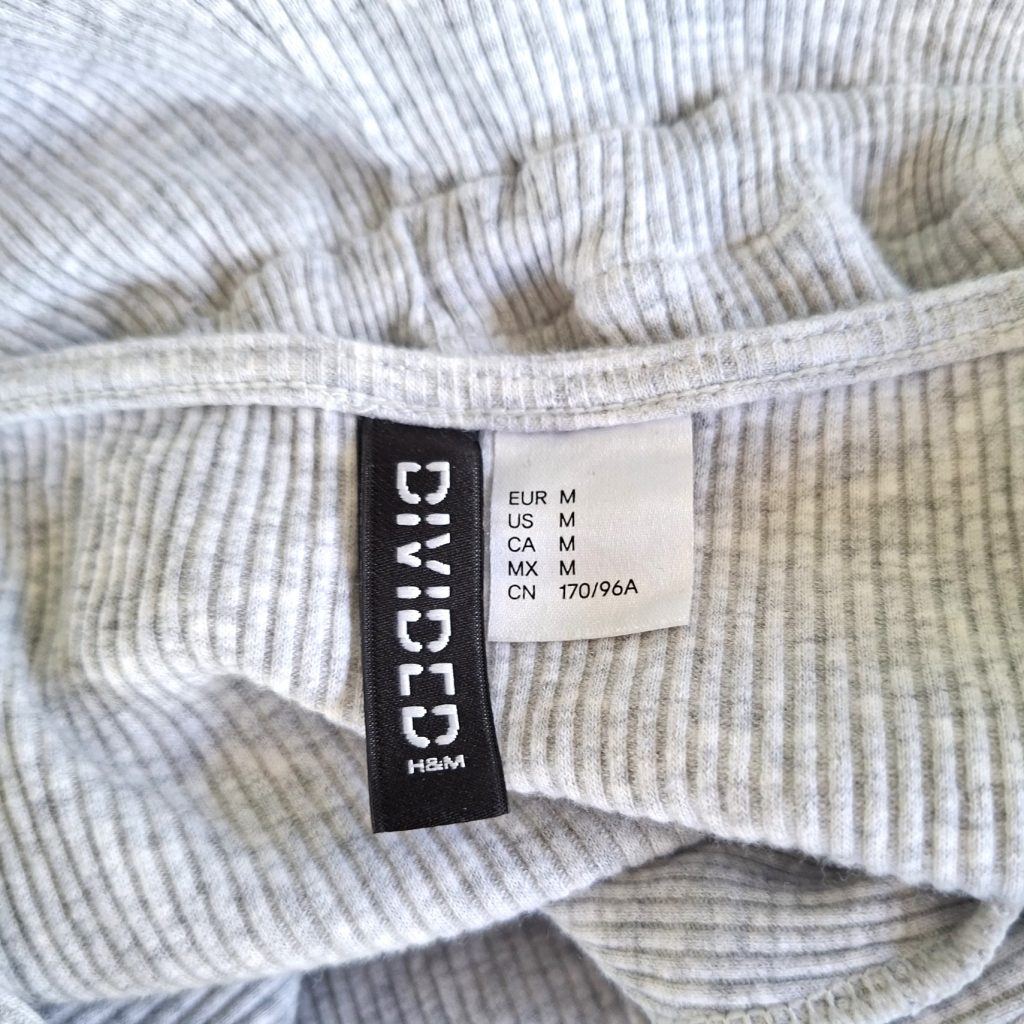 DIVIDED
H&M
EUR M
US M
CA M
MX M
CN 170/96A